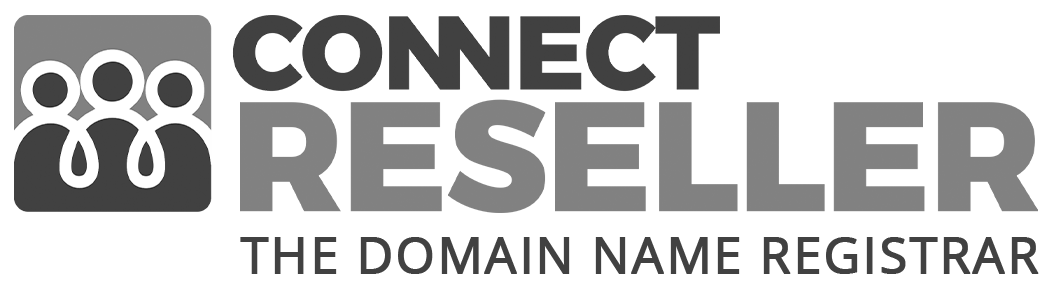 CONNECT
RESELLER
THE DOMAIN NAME REGISTRAR